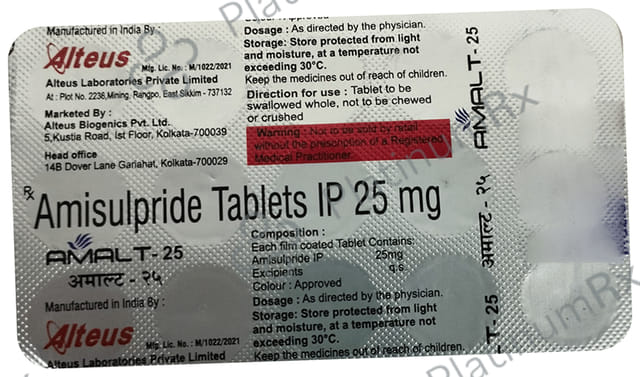 Manufactured in India By :
Alteus
Mfg. Lic. No. : M/1022/2021
Alteus Laboratories Private Limited
At : Plot No. 2236,Mining, Rangpo, East Sikkim - 737132
Marketed By :
Alteus Biogenics Pvt. Ltd.
5,Kustia Road, Ist Floor, Kolkata-700039
Head office
14B Dover Lane Gariahat, Kolkata-700029
Colour : Approved
Dosage : As directed by the physician.
Storage: Store protected from light
and moisture, at a temperature not
exceeding 30°C.
Keep the medicines out of reach of children.
Direction for use : Tablet to be
swallowed whole, not to be chewed
or crushed
Warning : Not to be sold by retail
without the prescription of a Registered
Medical Practitioner
Rx
Amisulpride Tablets IP 25 mg
AMALT - 25
अमाल्ट - २५
Composition :
Each film coated Tablet Contains:
Amisulpride IP 25mg
Excipients q.s.
Colour : Approved
Manufactured in India By :
Alteus
Mfg. Lic. No. : M/1022/2021
Alteus Laboratories Private Limited
Dosage : As directed by the physician.
Storage: Store protected from light
and moisture, at a temperature not
exceeding 30°C.
Keep the medicines out of reach of children.
AMALT - 25
अमाल्ट - २५
T - 25
PlatinumRx
PlatinumRx